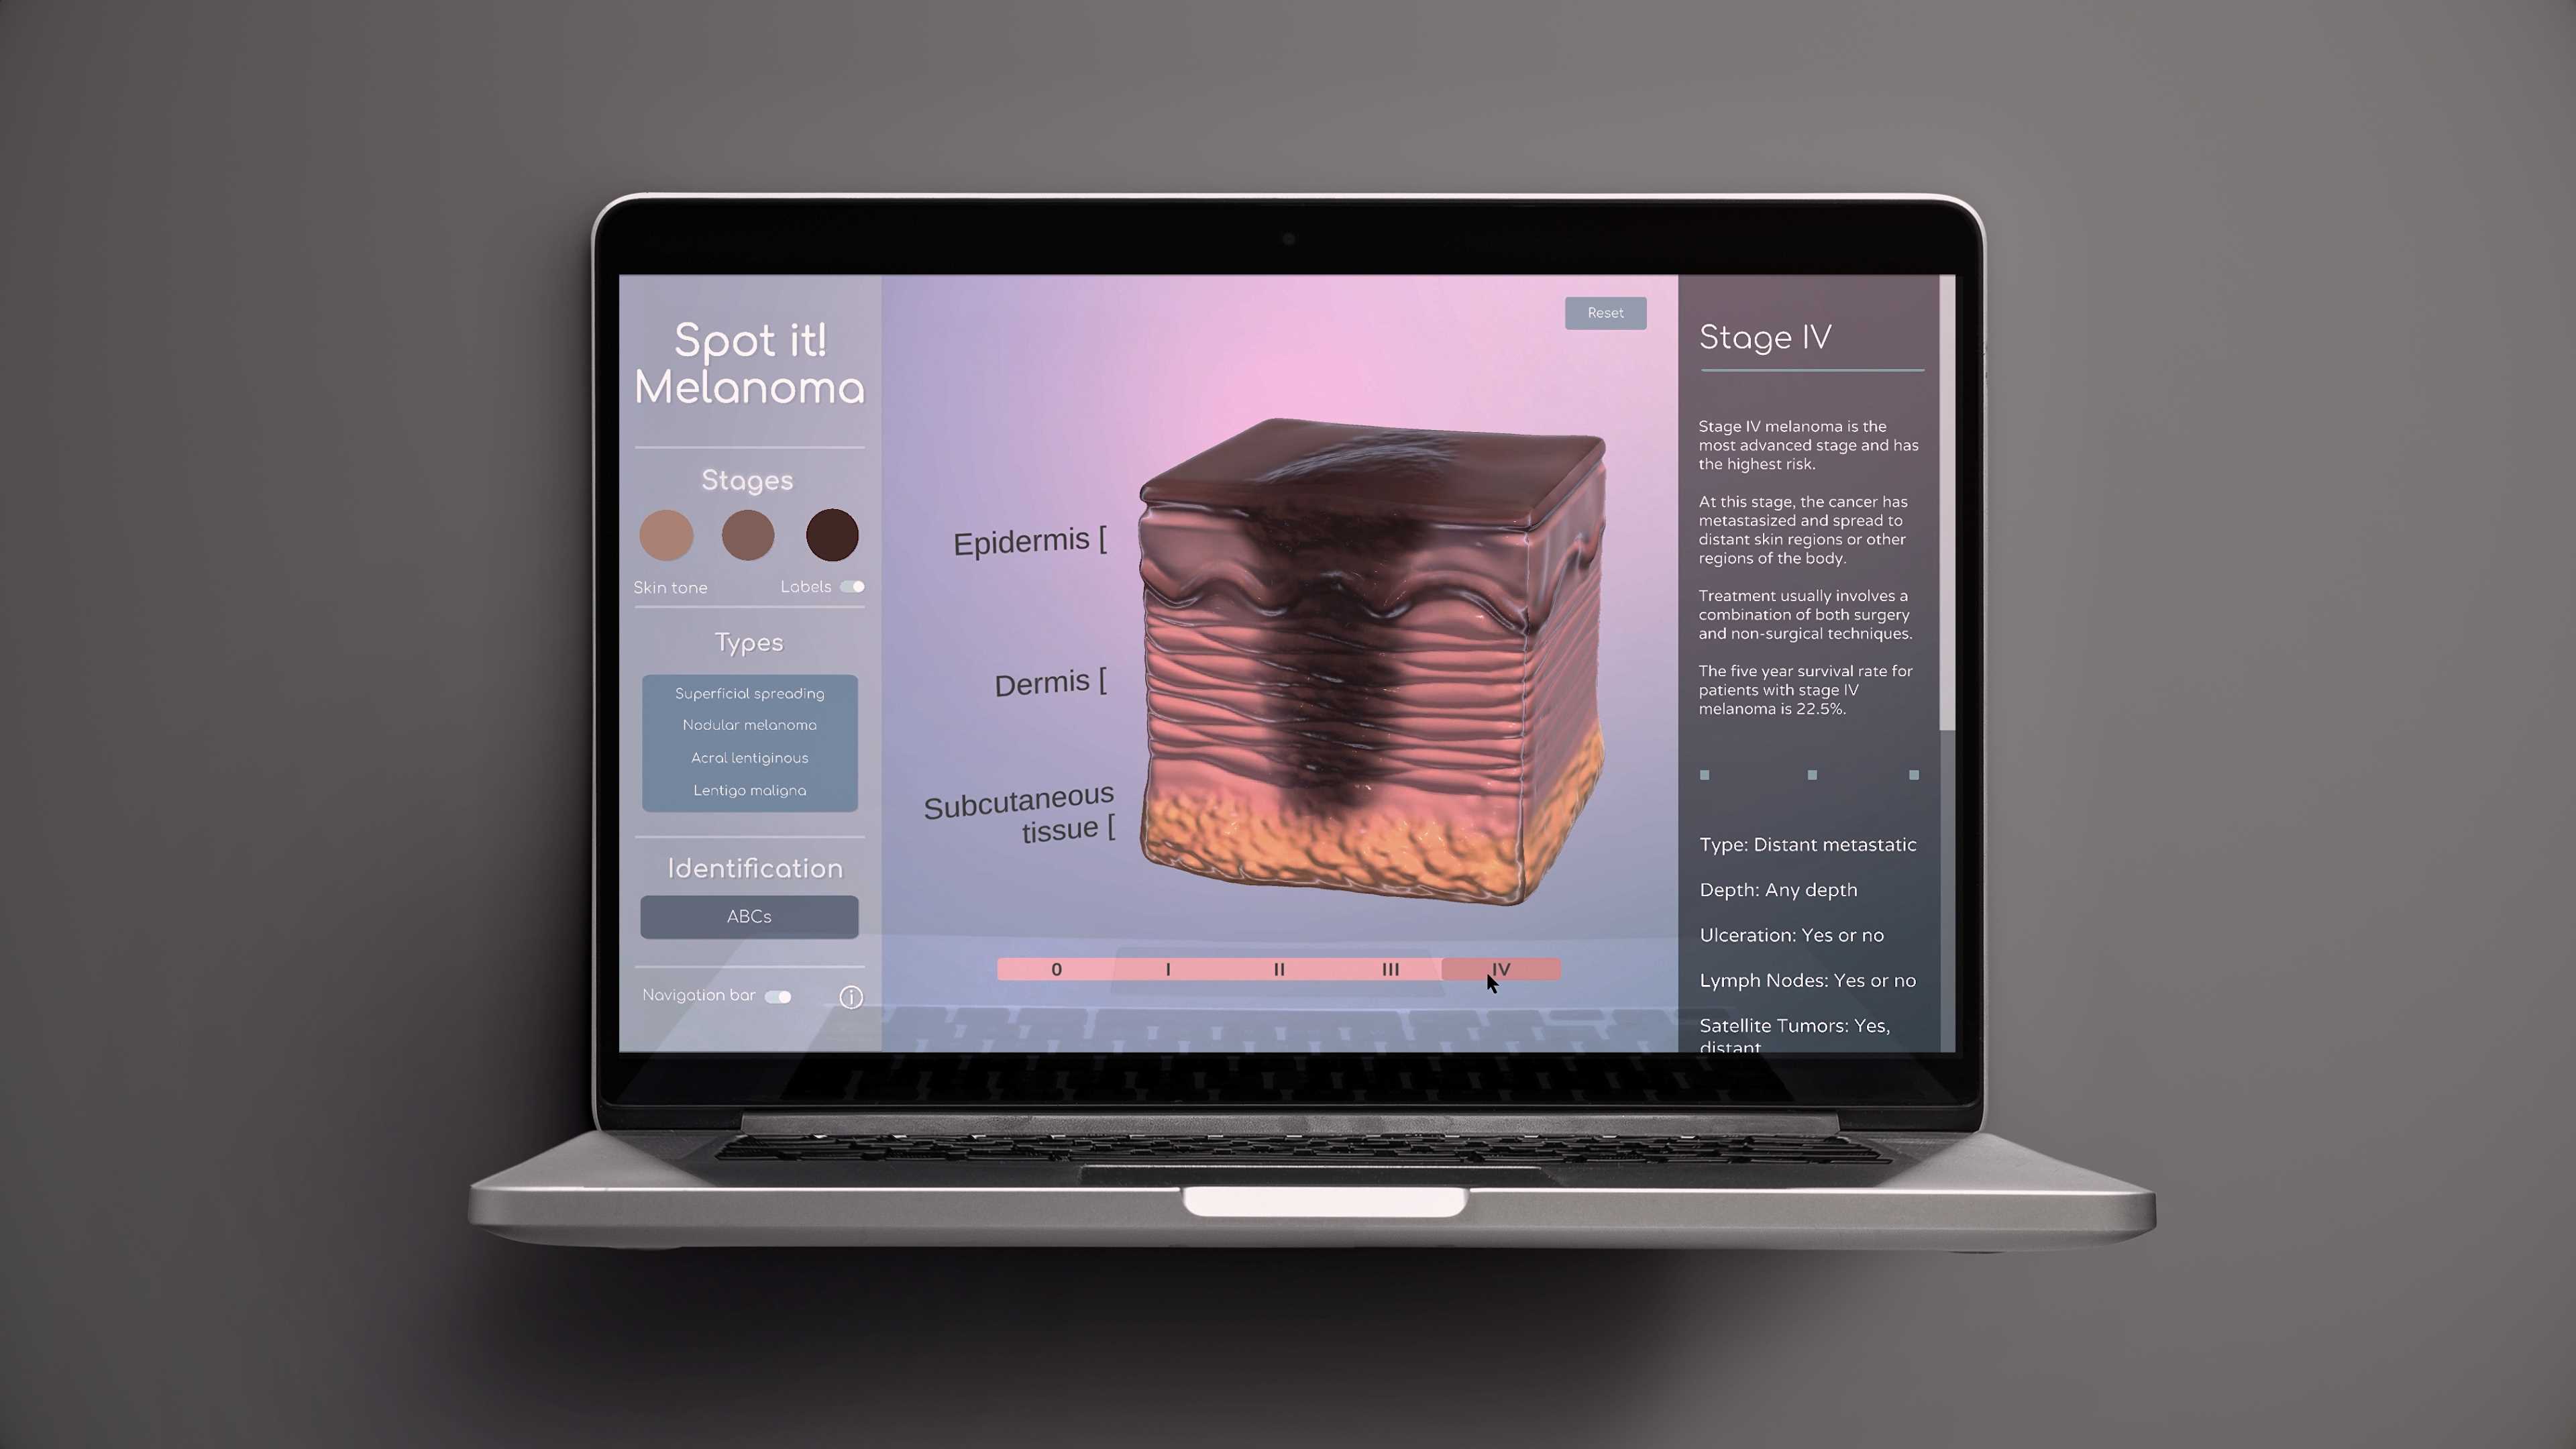 Spot it!
Melanoma
Stages
Skin tone
Labels
Types
Superficial spreading
Nodular melanoma
Acral lentiginous
Lentigo maligna
Identification
ABCs
Navigation bar
i
Reset
Epidermis [
Dermis [
Subcutaneous
tissue [
0 I II III IV
Stage IV
Stage IV melanoma is the
most advanced stage and has
the highest risk.
At this stage, the cancer has
metastasized and spread to
distant skin regions or other
regions of the body.
Treatment usually involves a
combination of both surgery
and non-surgical techniques.
The five year survival rate for
patients with stage IV
melanoma is 22.5%.
Type: Distant metastatic
Depth: Any depth
Ulceration: Yes or no
Lymph Nodes: Yes or no
Satellite Tumors: Yes,
distant